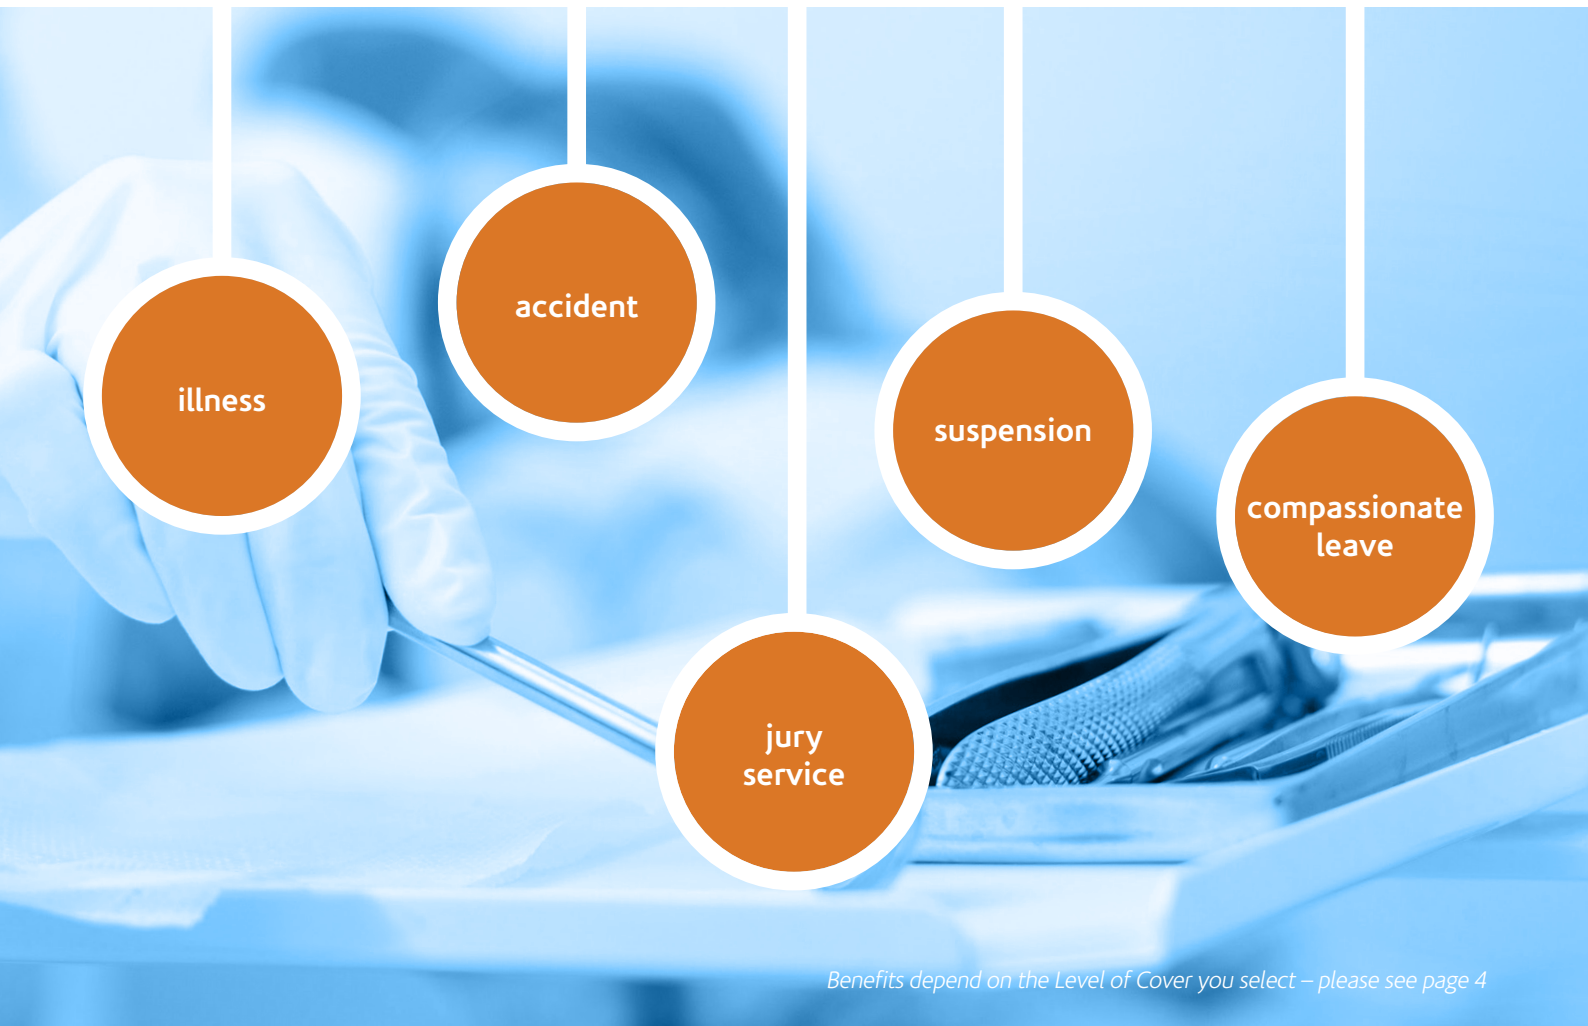 illness
accident
jury
service
suspension
compassionate
leave
Benefits depend on the Level of Cover you select – please see page 4